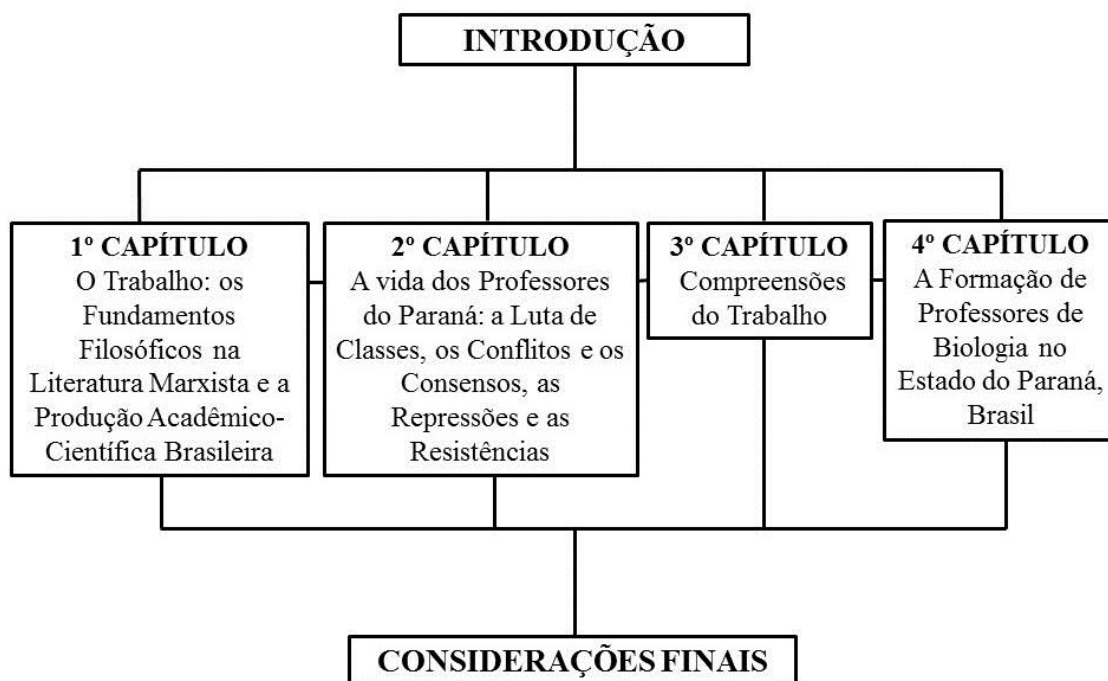 INTRODUÇÃO
1º CAPÍTULO
O Trabalho: os
Fundamentos
Filosóficos na
Literatura Marxista e a
Produção Acadêmico-
Científica Brasileira
2º CAPÍTULO
A vida dos Professores
do Paraná: a Luta de
Classes, os Conflitos e os
Consensos, as
Repressões e as
Resistências
3º CAPÍTULO
Compreensões
do Trabalho
4º CAPÍTULO
A Formação de
Professores de
Biologia no
Estado do Paraná,
Brasil
CONSIDERAÇÕES FINAIS